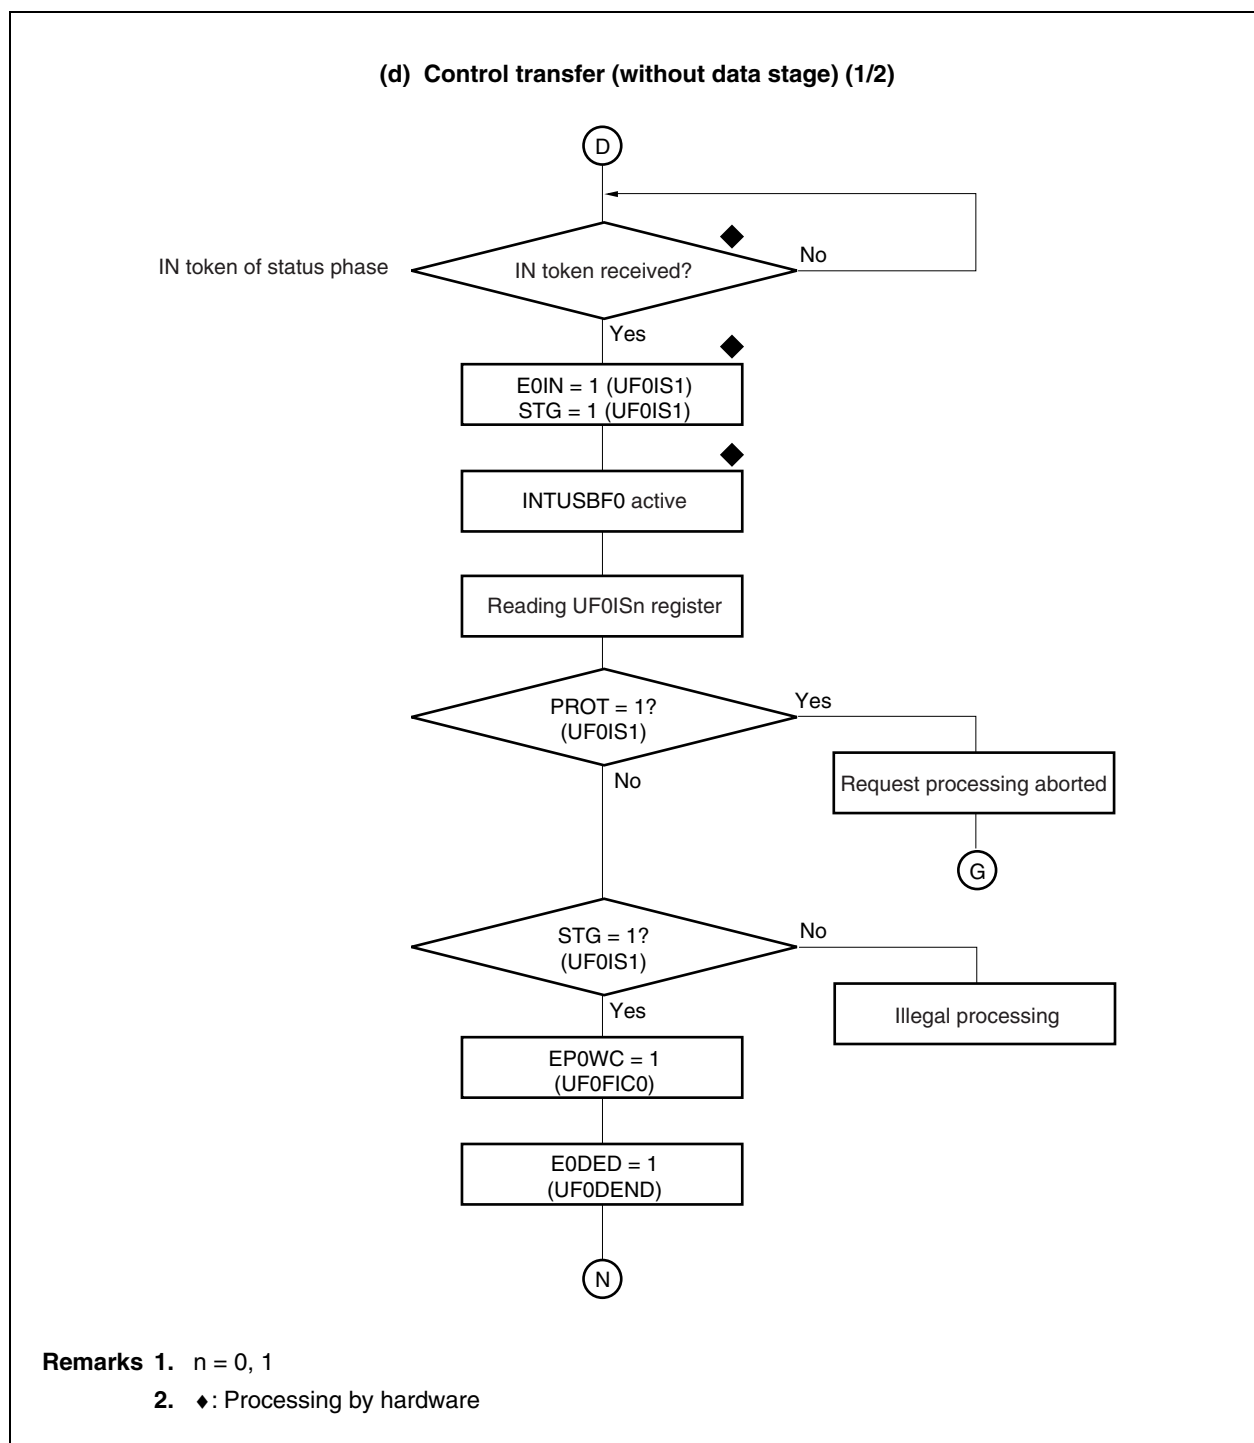 (d) Control transfer (without data stage) (1/2)
D
IN token of status phase
IN token received?
No
Yes
E0IN = 1 (UF0IS1)
STG = 1 (UF0IS1)
INTUSBF0 active
Reading UF0ISn register
PROT = 1?
(UF0IS1)
Yes
No
Request processing aborted
G
STG = 1?
(UF0IS1)
No
Yes
Illegal processing
EP0WC = 1
(UF0FIC0)
E0DED = 1
(UF0DEND)
N
Remarks 1. n = 0, 1
2. ♦: Processing by hardware